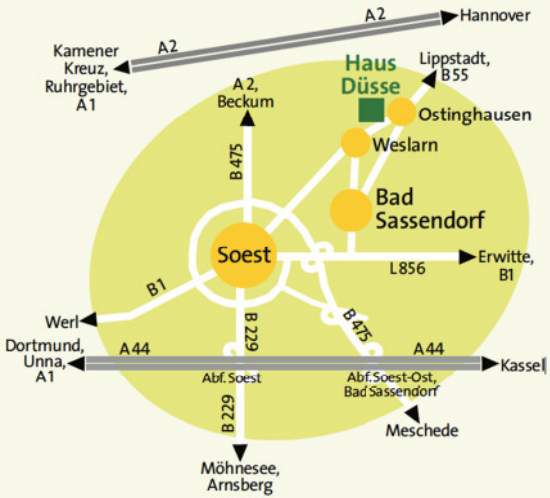 A2
Hannover
A2
Kamener
Kreuz,
Ruhrgebiet,
A1
Lippstadt,
B55
Haus
Düsse
A2,
Beckum
Ostinghausen
Weslarn
B 475
Bad
Sassendorf
Soest
Erwitte,
B1
L856
B1
Werl
B 229
B 475
Dortmund,
Unna,
A1
A44
A44
Kassel
Abf. Soest
Abf. Soest-Ost,
Bad Sassendorf
B 229
Meschede
Möhnesee,
Arnsberg